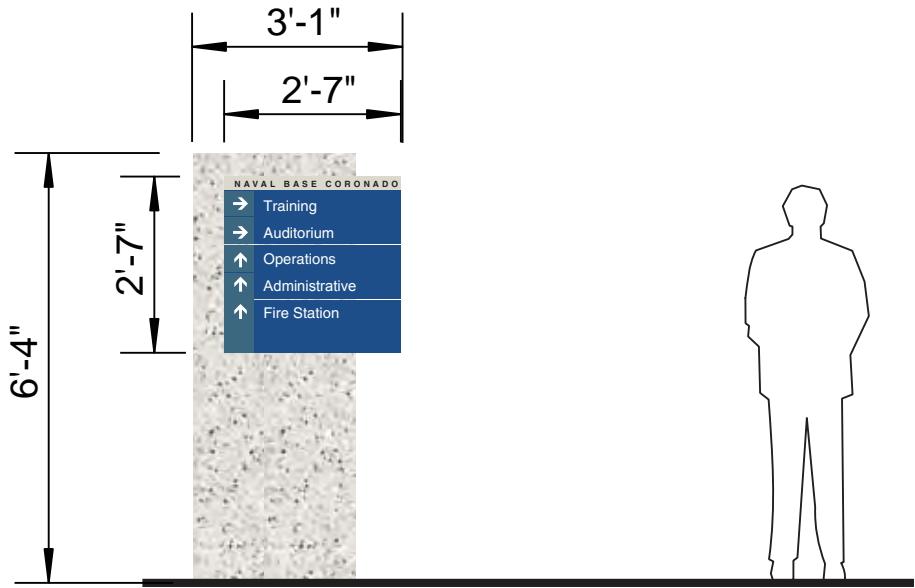 3'-1"
2'-7"
NAVAL BASE CORONADO
Training
Auditorium
Operations
Administrative
Fire Station
2'-7"
6'-4"